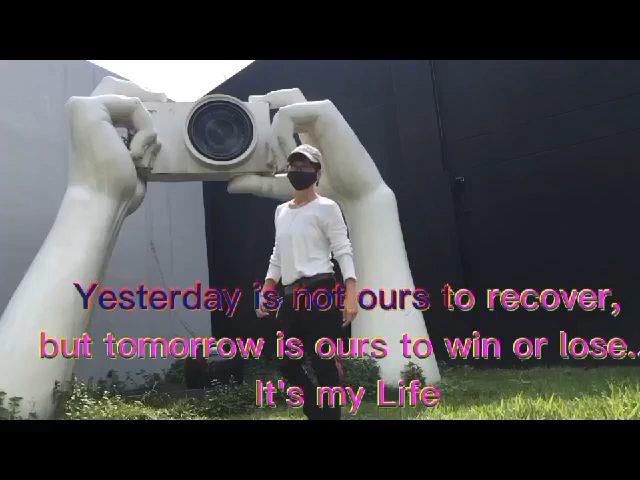 Yesterday is not ours to recover,
but tomorrow is ours to win or lose..
It's my Life